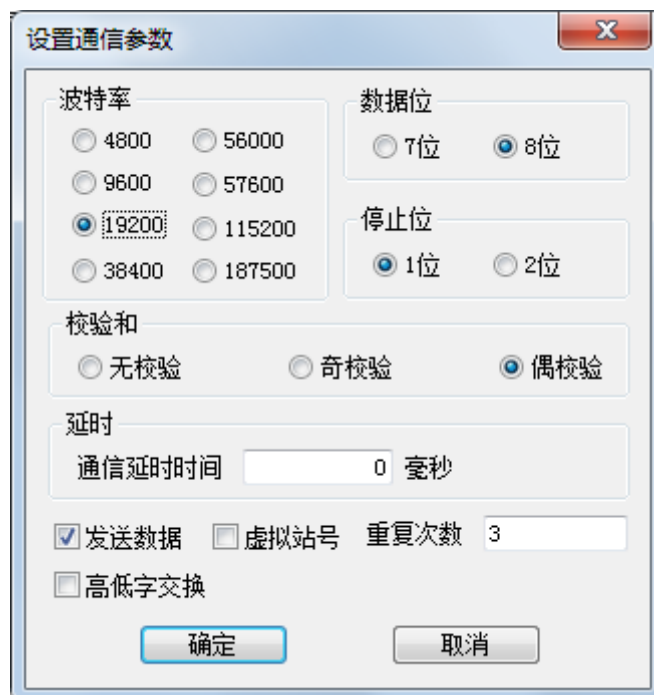 设置通信参数
波特率
4800 56000
9600 57600
19200 115200
38400 187500
数据位
7位 8位
停止位
1位 2位
校验和
无校验 奇校验 偶校验
延时
通信延时时间 0 毫秒
发送数据 虚拟站号 重复次数 3
高低字交换
确定 取消